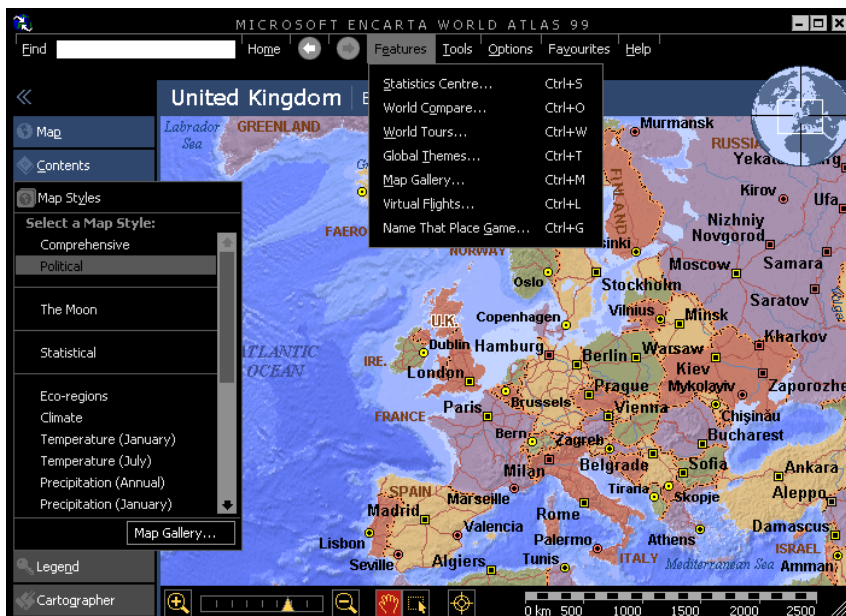 MICROSOFT ENCARTA WORLD ATLAS 99
Find
Home
Features
Tools
Options
Favourites
Help
United Kingdom
Map
Contents
Map Styles
Select a Map Style:
Comprehensive
Political
The Moon
Statistical
Eco-regions
Climate
Temperature (January)
Temperature (July)
Precipitation (Annual)
Precipitation (January)
Map Gallery...
Legend
Cartographer
Statistics Centre... Ctrl+S
World Compare... Ctrl+O
World Tours... Ctrl+W
Global Themes... Ctrl+T
Map Gallery... Ctrl+M
Virtual Flights... Ctrl+L
Name That Place Game... Ctrl+G
Labrador
Sea
GREENLAND
Murmansk
Kirov
Ufa
Nizhniy
Novgorod
FINLAND
NORWAY
Moscow
Samara
Oslo
Stockholm
Saratov
Copenhagen
Vilnius
Minsk
U.K.
ATLANTIC
OCEAN
IRE.
Dublin
Hamburg
Berlin
Warsaw
Kharkov
London
Kiev
Prague
Mykolayiv
Zaporozhe
Brussels
FRANCE
Paris
Vienna
Chişinău
Bern
Zagreb
Bucharest
Milan
Belgrade
Sofia
Ankara
SPAIN
Marseille
Tirana
Skopje
Aleppo
Madrid
Rome
Valencia
Damascus
Lisbon
Palermo
Athens
ISRAEL
Seville
Algiers
Tunis
ITALY
Mediterranean Sea
Amman
0 km 500 1000 1500 2000 2500